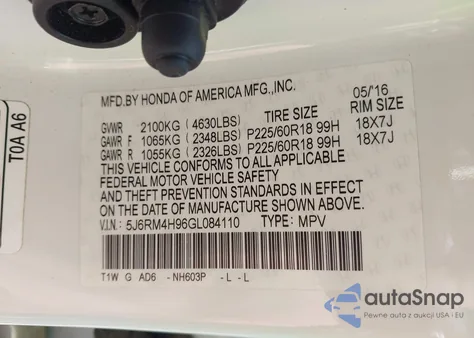 MFD.BY HONDA OF AMERICA MFG.,INC. 05/'16
GVWR 2100KG (4630LBS) TIRE SIZE RIM SIZE
GAWR F 1065KG (2348LBS) P225/60R18 99H 18X7J
GAWR R 1055KG (2326LBS) P225/60R18 99H 18X7J
THIS VEHICLE CONFORMS TO ALL APPLICABLE
FEDERAL MOTOR VEHICLE SAFETY
AND THEFT PREVENTION STANDARDS IN EFFECT
ON THE DATE OF MANUFACTURE SHOWN ABOVE.
V.I.N.: 5J6RM4H96GL084110 TYPE: MPV
T1W G AD6 -NH603P -L -L
T0A A6
autoSnap
Pewne auta z aukcji USA i EU